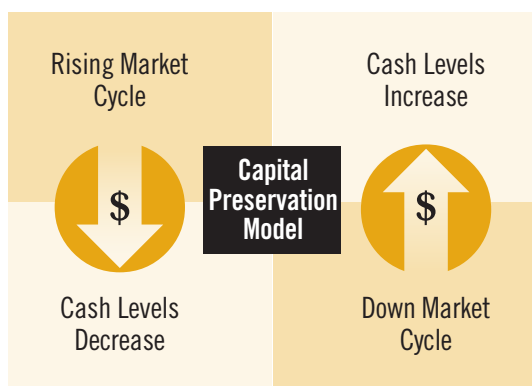 Rising Market
Cycle
$
Cash Levels
Decrease
Capital
Preservation
Model
Cash Levels
Increase
$
Down Market
Cycle